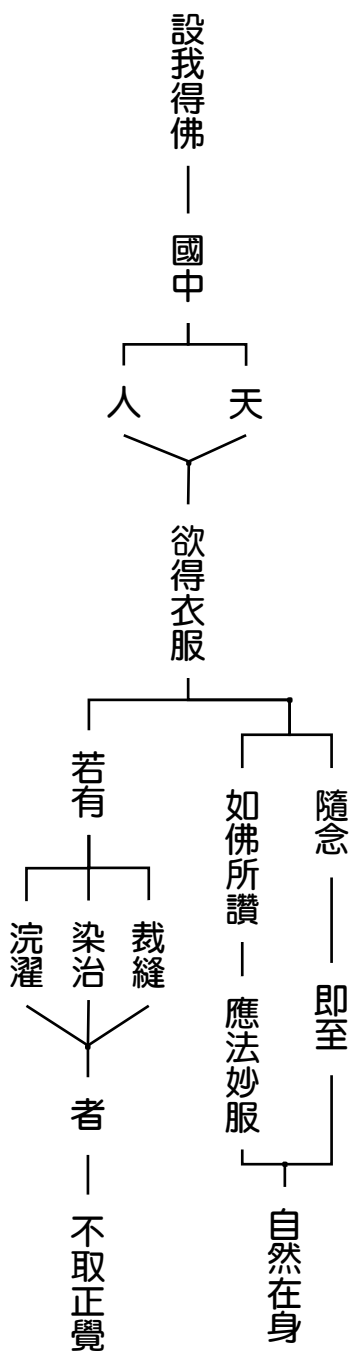 設我得佛
國中
天
人
欲得衣服
隨念
即至
如佛所讚
應法妙服
自然在身
若有
裁縫
染治
浣濯
者
不取正覺